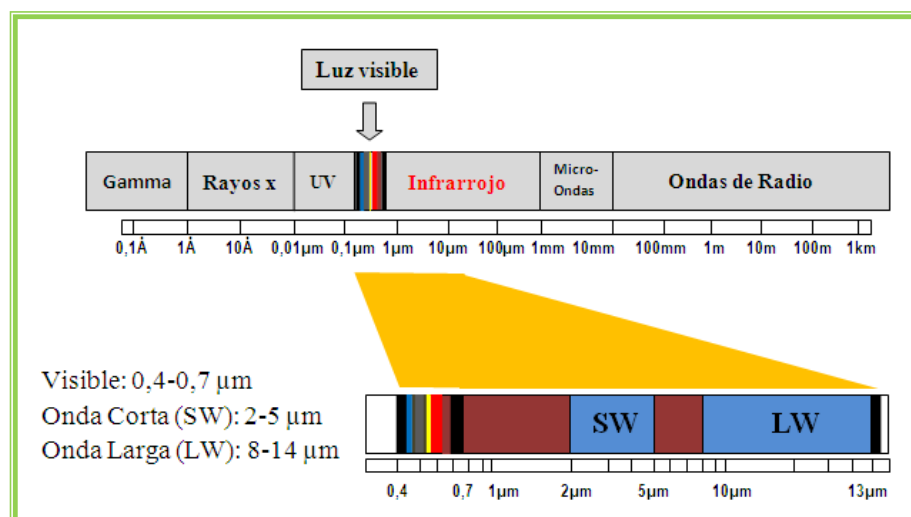 Luz visible
Gamma
Rayos x
UV
Infrarrojo
Micro-
Ondas
Ondas de Radio
0,1Å 1Å 10Å 0,01µm 0,1µm 1µm 10µm 100µm 1mm 10mm 100mm 1m 10m 100m 1km
Visible: 0,4-0,7 µm
Onda Corta (SW): 2-5 µm
Onda Larga (LW): 8-14 µm
SW
LW
0,4 0,7 1µm 2µm 5µm 10µm 13µm